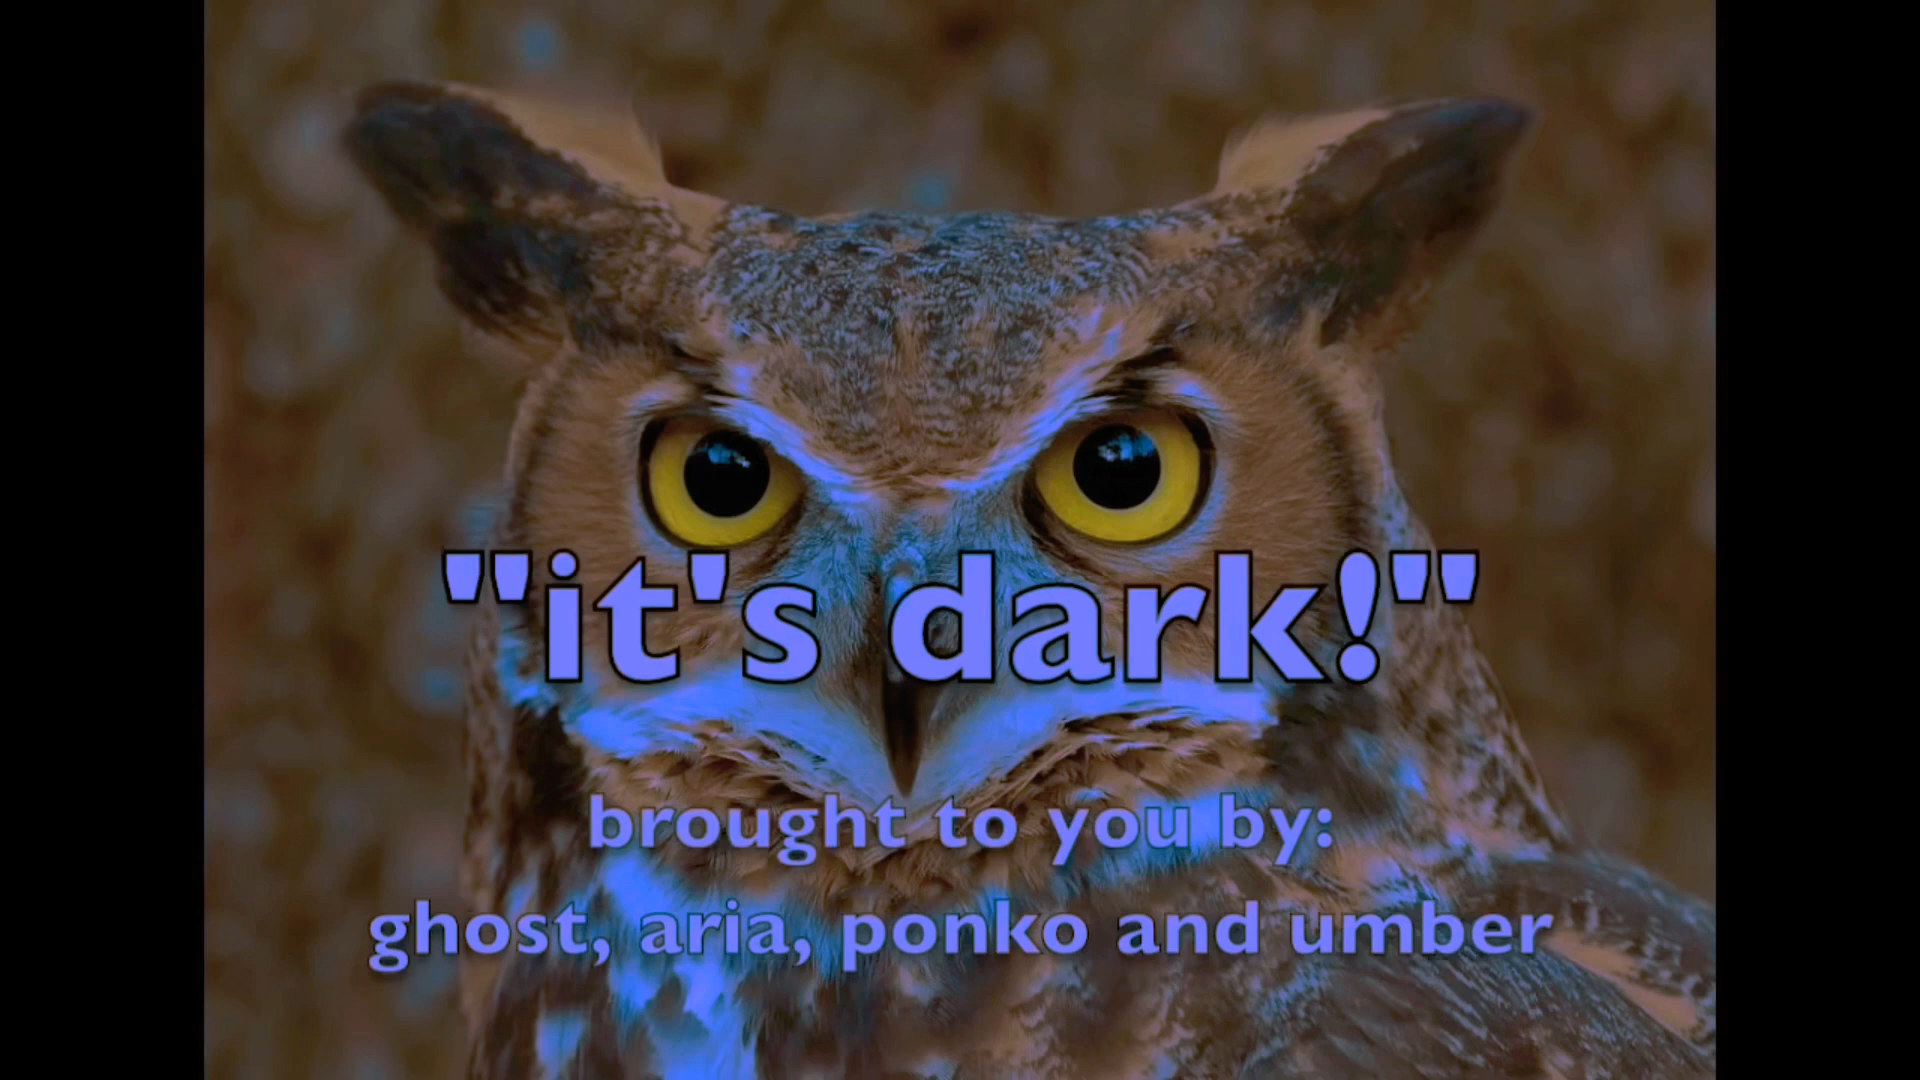 "it's dark!"
brought to you by:
ghost, aria, ponko and umber